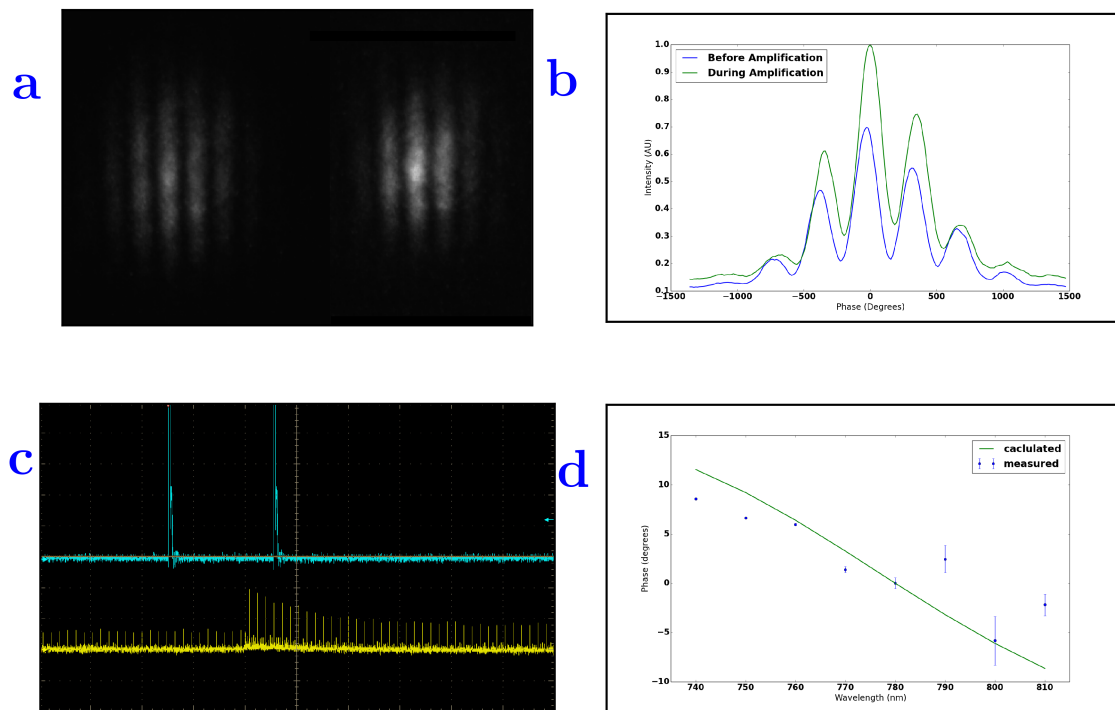 a
b
1.0
0.9
0.8
0.7
0.6
0.5
0.4
0.3
0.2
0.1
Intensity (AU)
Before Amplification
During Amplification
−1500 −1000 −500 0 500 1000 1500
Phase (Degrees)
c
d
15
10
5
0
−5
−10
Phase (degrees)
caclulated
measured
740 750 760 770 780 790 800 810
Wavelength (nm)